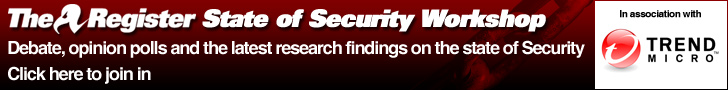 The Register State of Security Workshop
Debate, opinion polls and the latest research findings on the state of Security
Click here to join in
In association with
TREND
MICRO™